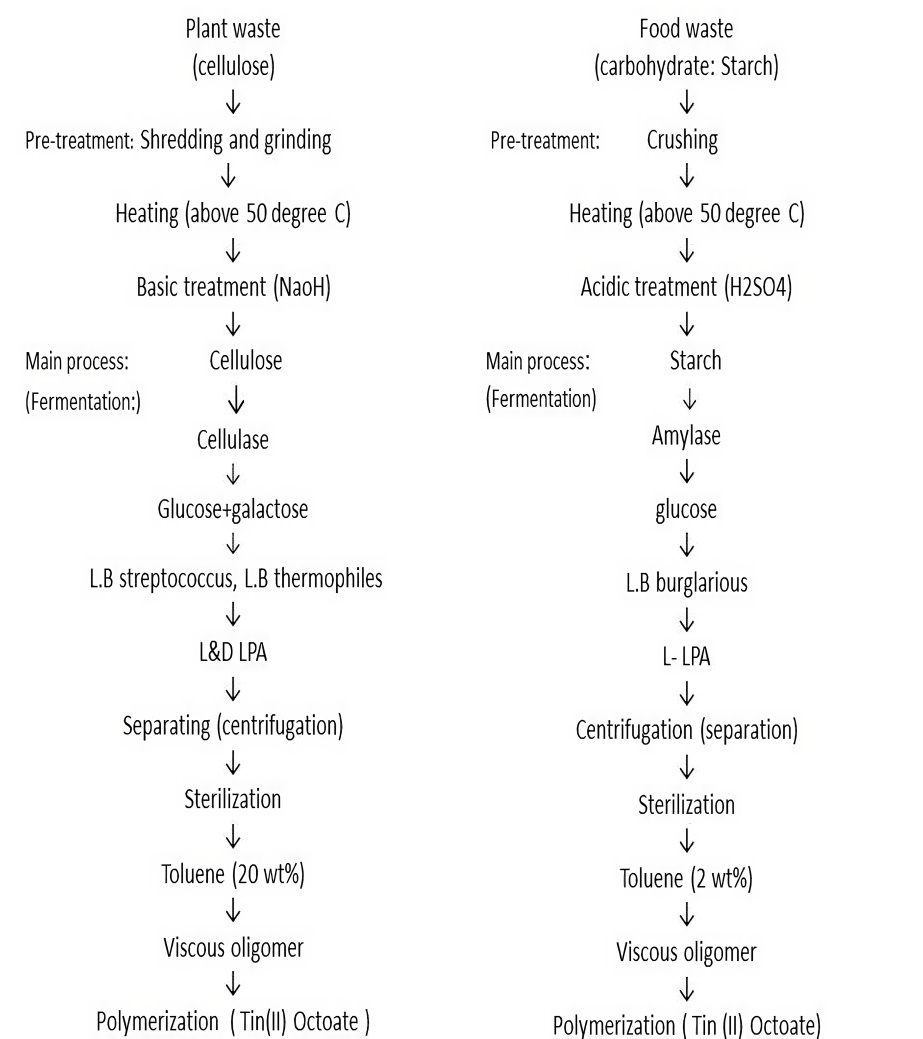 Plant waste
(cellulose)
Pre-treatment: Shredding and grinding
Heating (above 50 degree C)
Basic treatment (NaoH)
Main process: Cellulose
(Fermentation:)
Cellulase
Glucose+galactose
L.B streptococcus, L.B thermophiles
L&D LPA
Separating (centrifugation)
Sterilization
Toluene (20 wt%)
Viscous oligomer
Polymerization ( Tin(II) Octoate )
Food waste
(carbohydrate: Starch)
Pre-treatment: Crushing
Heating (above 50 degree C)
Acidic treatment (H2SO4)
Main process: Starch
(Fermentation)
Amylase
glucose
L.B burglarious
L- LPA
Centrifugation (separation)
Sterilization
Toluene (2 wt%)
Viscous oligomer
Polymerization ( Tin (II) Octoate)